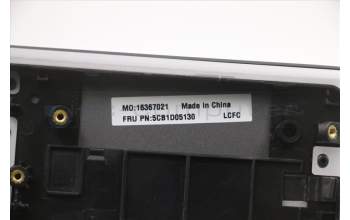 MO:16367021 Made in China
FRU PN:5CB1D05130 LCFC